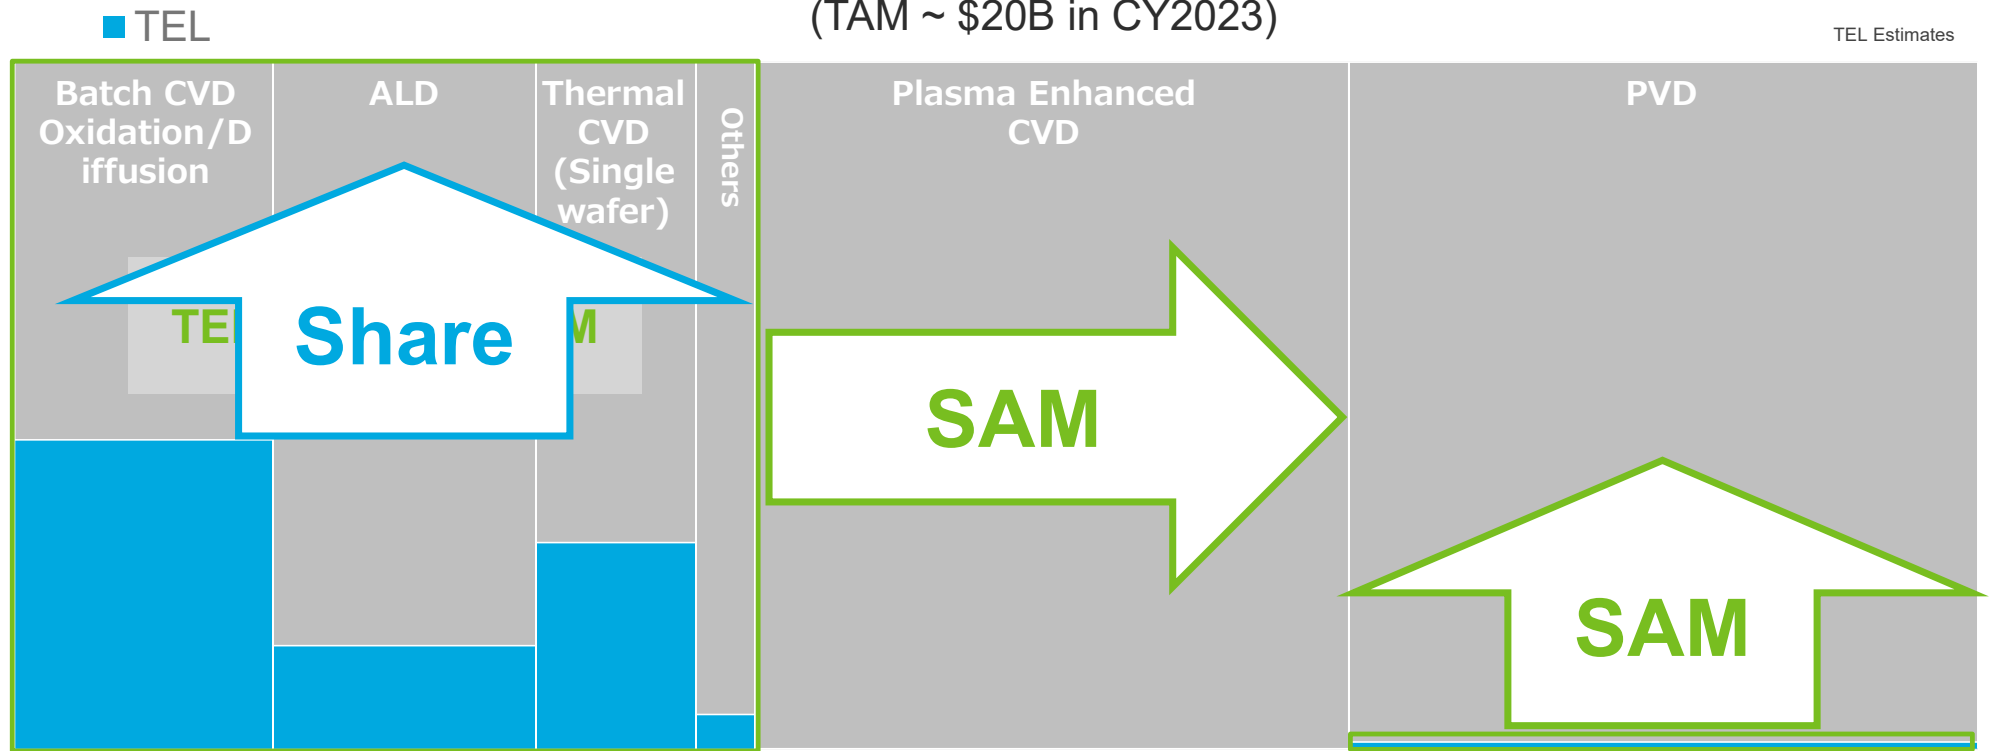 (TAM ~ $20B in CY2023)
TEL
TEL Estimates
Batch CVD
Oxidation/D
iffusion
ALD
Thermal
CVD
(Single
wafer)
Others
Plasma Enhanced
CVD
PVD
Share
SAM
SAM